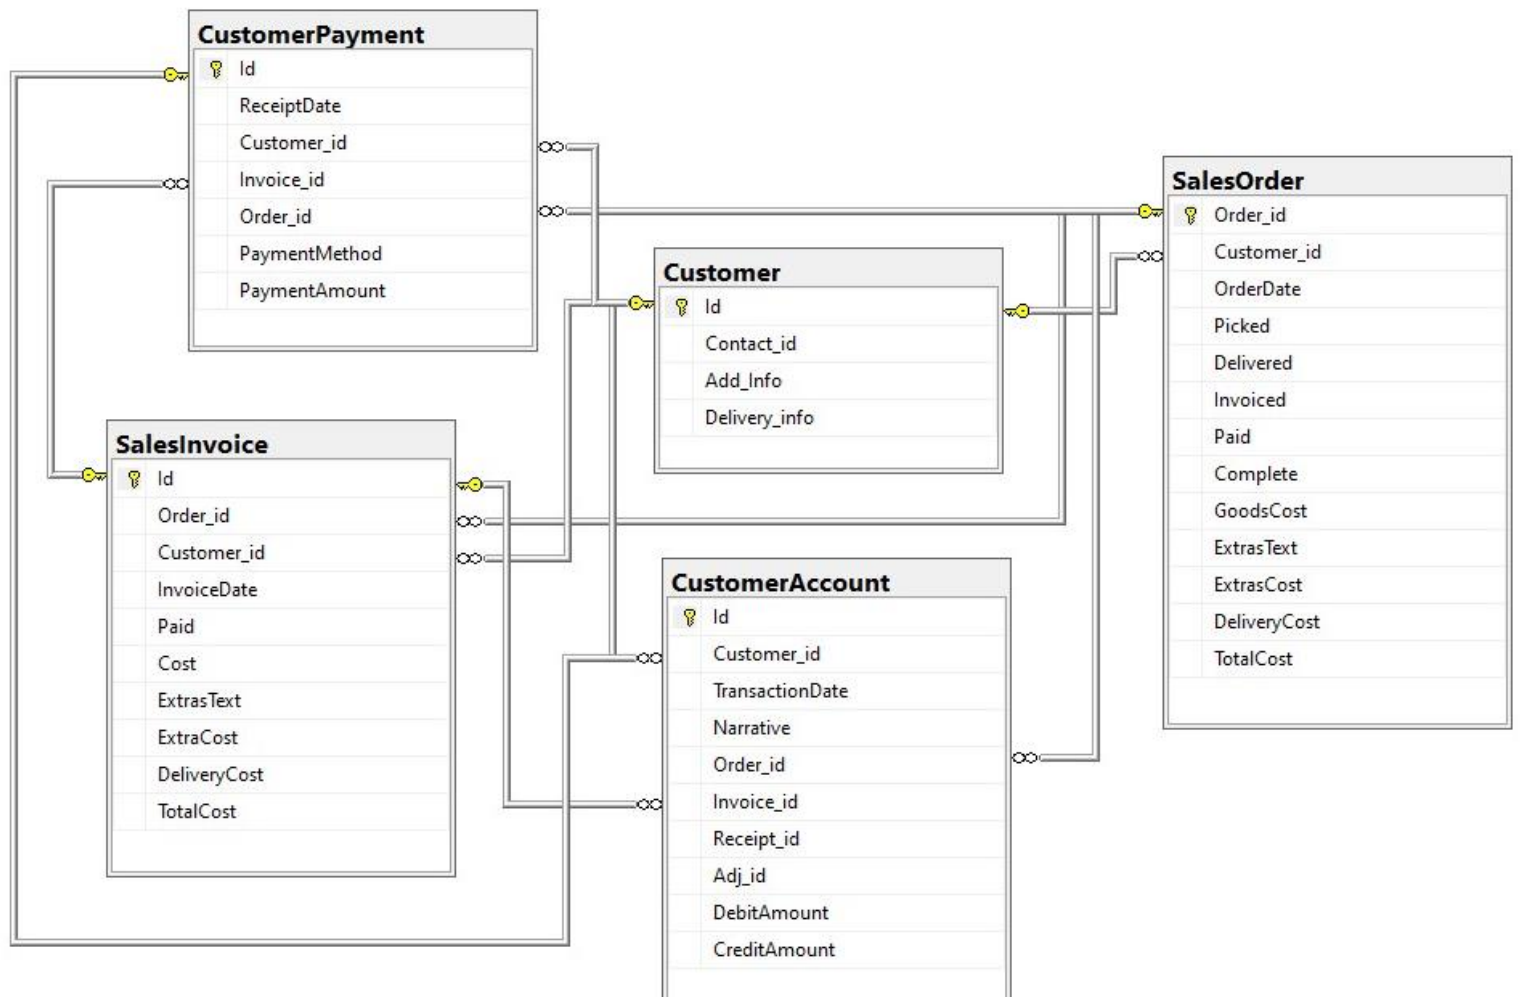 CustomerPayment
Id
ReceiptDate
Customer_id
Invoice_id
Order_id
PaymentMethod
PaymentAmount
SalesOrder
Order_id
Customer_id
OrderDate
Picked
Delivered
Invoiced
Paid
Complete
GoodsCost
ExtrasText
ExtrasCost
DeliveryCost
TotalCost
Customer
Id
Contact_id
Add_Info
Delivery_info
SalesInvoice
Id
Order_id
Customer_id
InvoiceDate
Paid
Cost
ExtrasText
ExtraCost
DeliveryCost
TotalCost
CustomerAccount
Id
Customer_id
TransactionDate
Narrative
Order_id
Invoice_id
Receipt_id
Adj_id
DebitAmount
CreditAmount